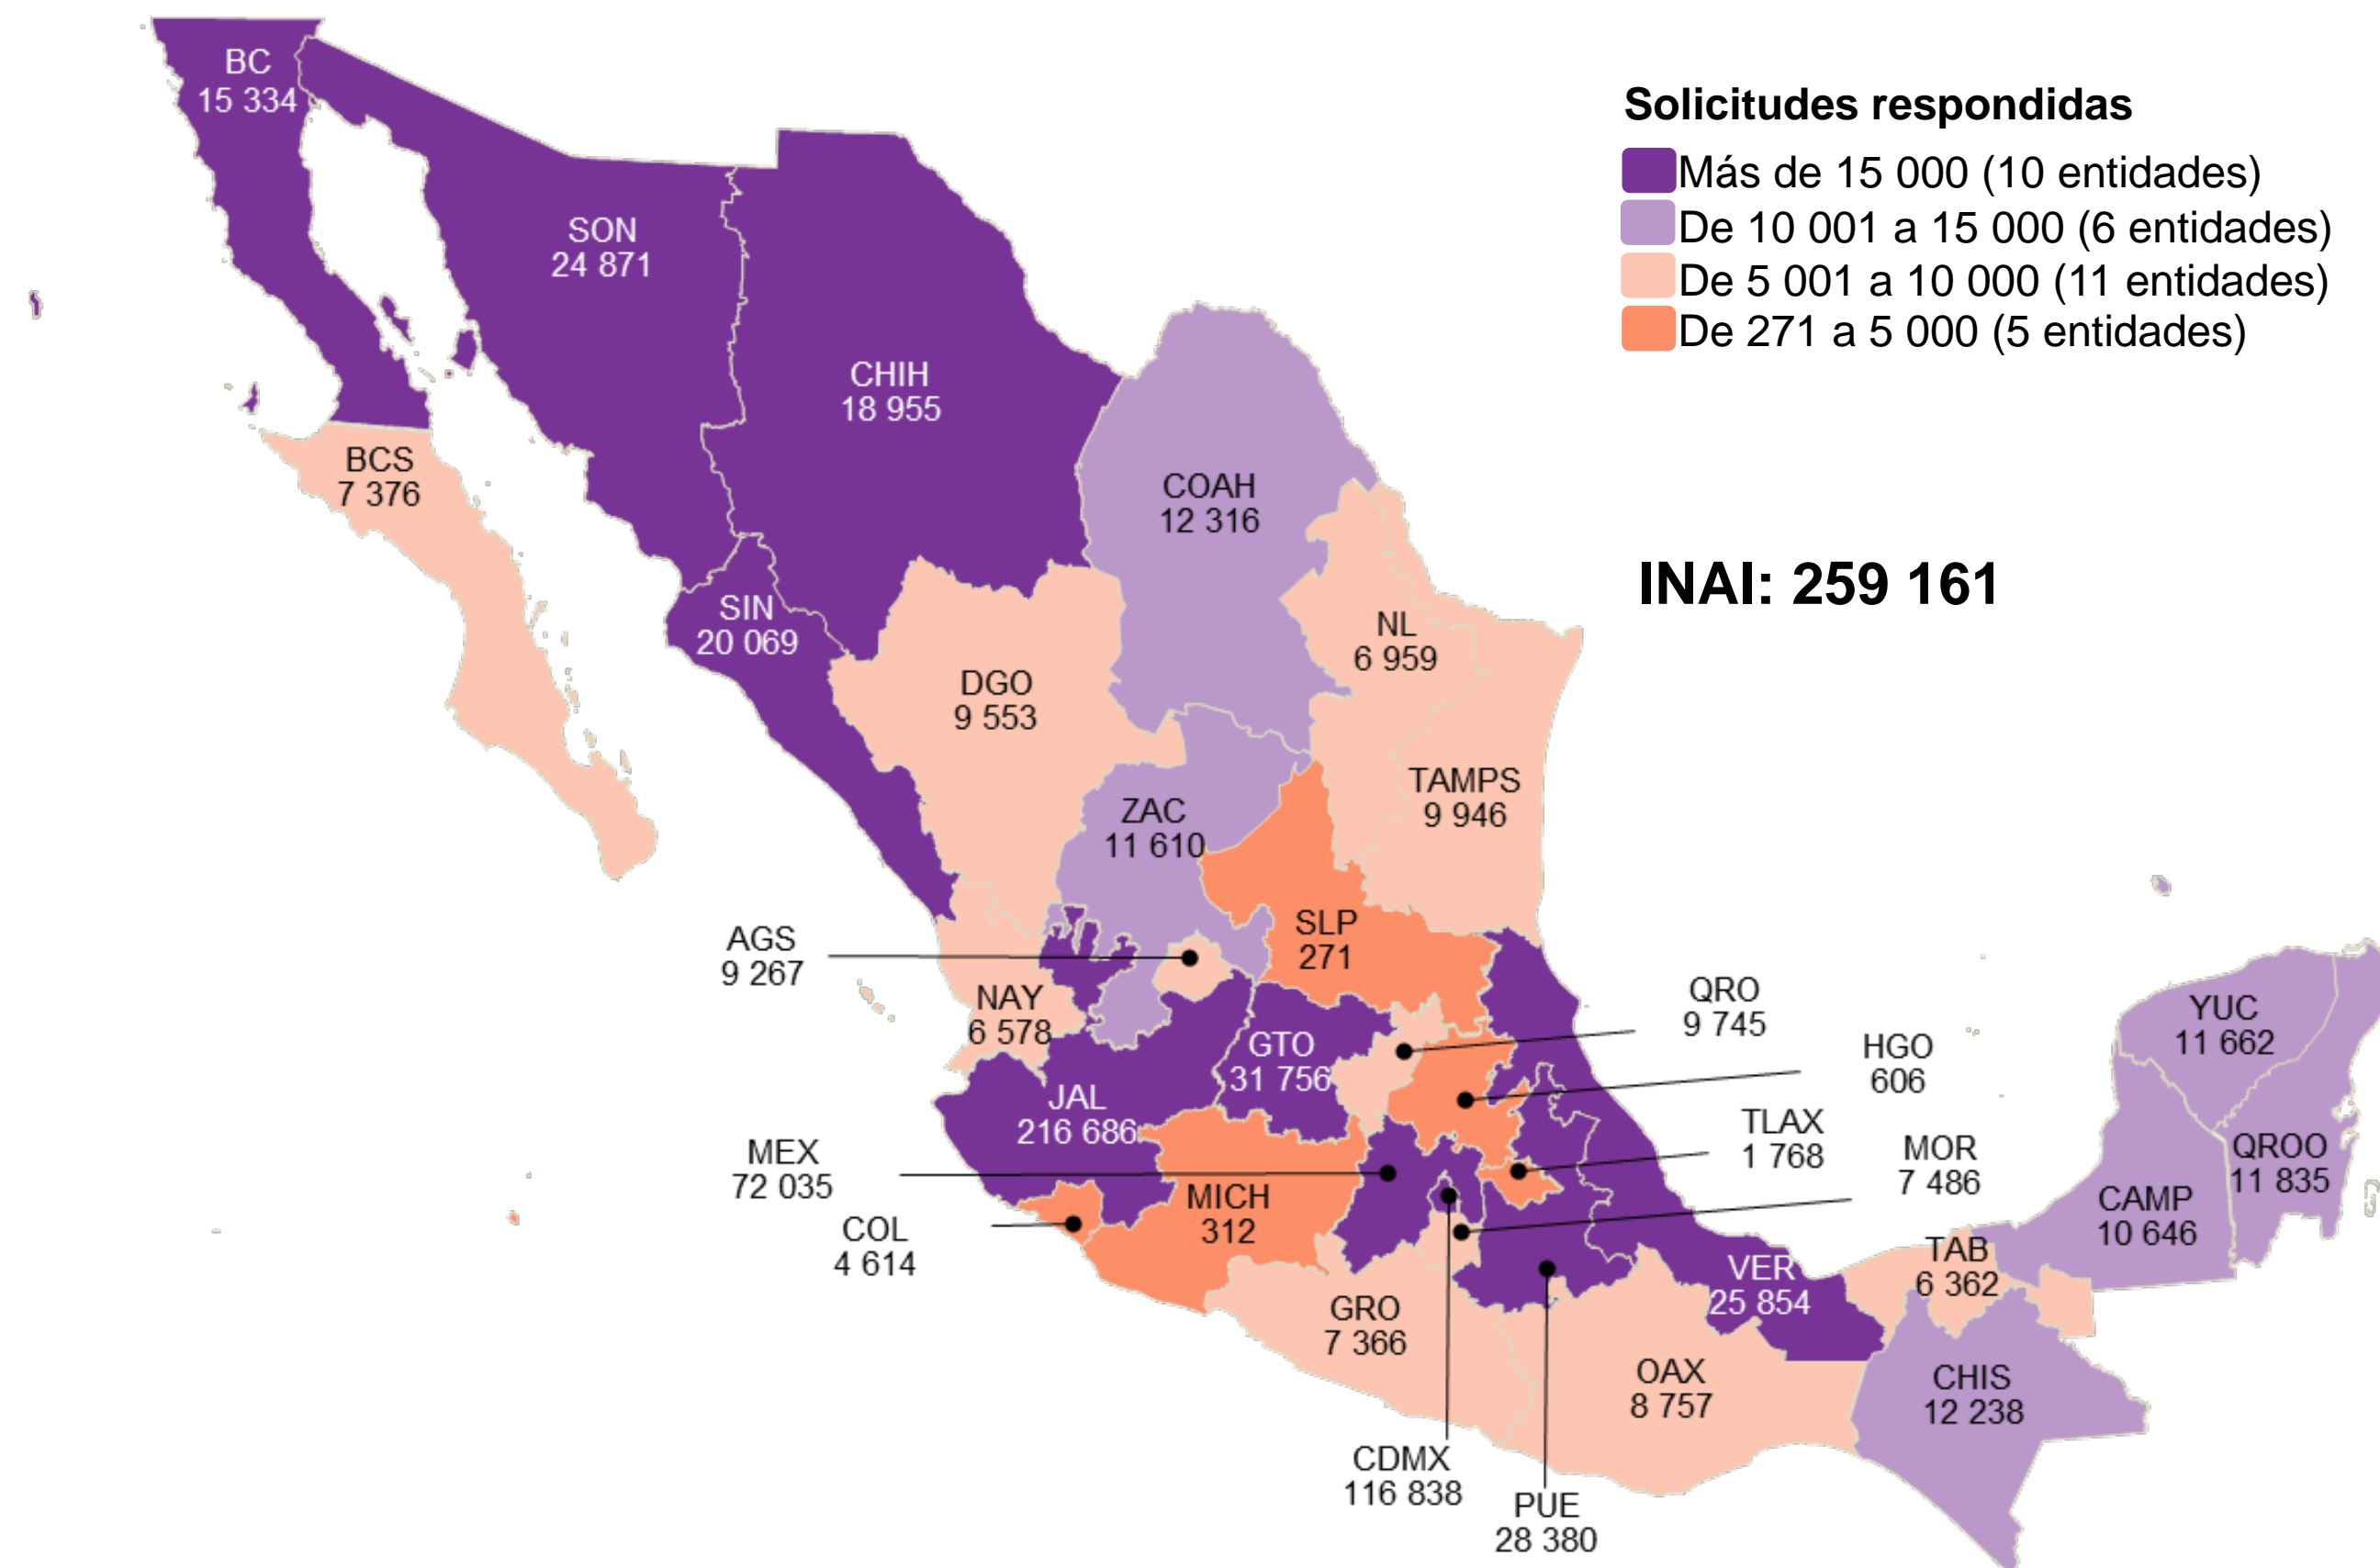 BC
15 334
Solicitudes respondidas
Más de 15 000 (10 entidades)
De 10 001 a 15 000 (6 entidades)
De 5 001 a 10 000 (11 entidades)
De 271 a 5 000 (5 entidades)
SON
24 871
CHIH
18 955
BCS
7 376
COAH
12 316
INAI: 259 161
SIN
20 069
NL
6 959
DGO
9 553
TAMPS
9 946
ZAC
11 610
SLP
271
AGS
9 267
NAY
6 578
QRO
9 745
YUC
11 662
GTO
31 756
HGO
606
JAL
216 686
TLAX
1 768
MOR
7 486
QROO
11 835
MEX
72 035
MICH
312
CAMP
10 646
COL
4 614
TAB
6 362
VER
25 854
GRO
7 366
OAX
8 757
CHIS
12 238
CDMX
116 838
PUE
28 380